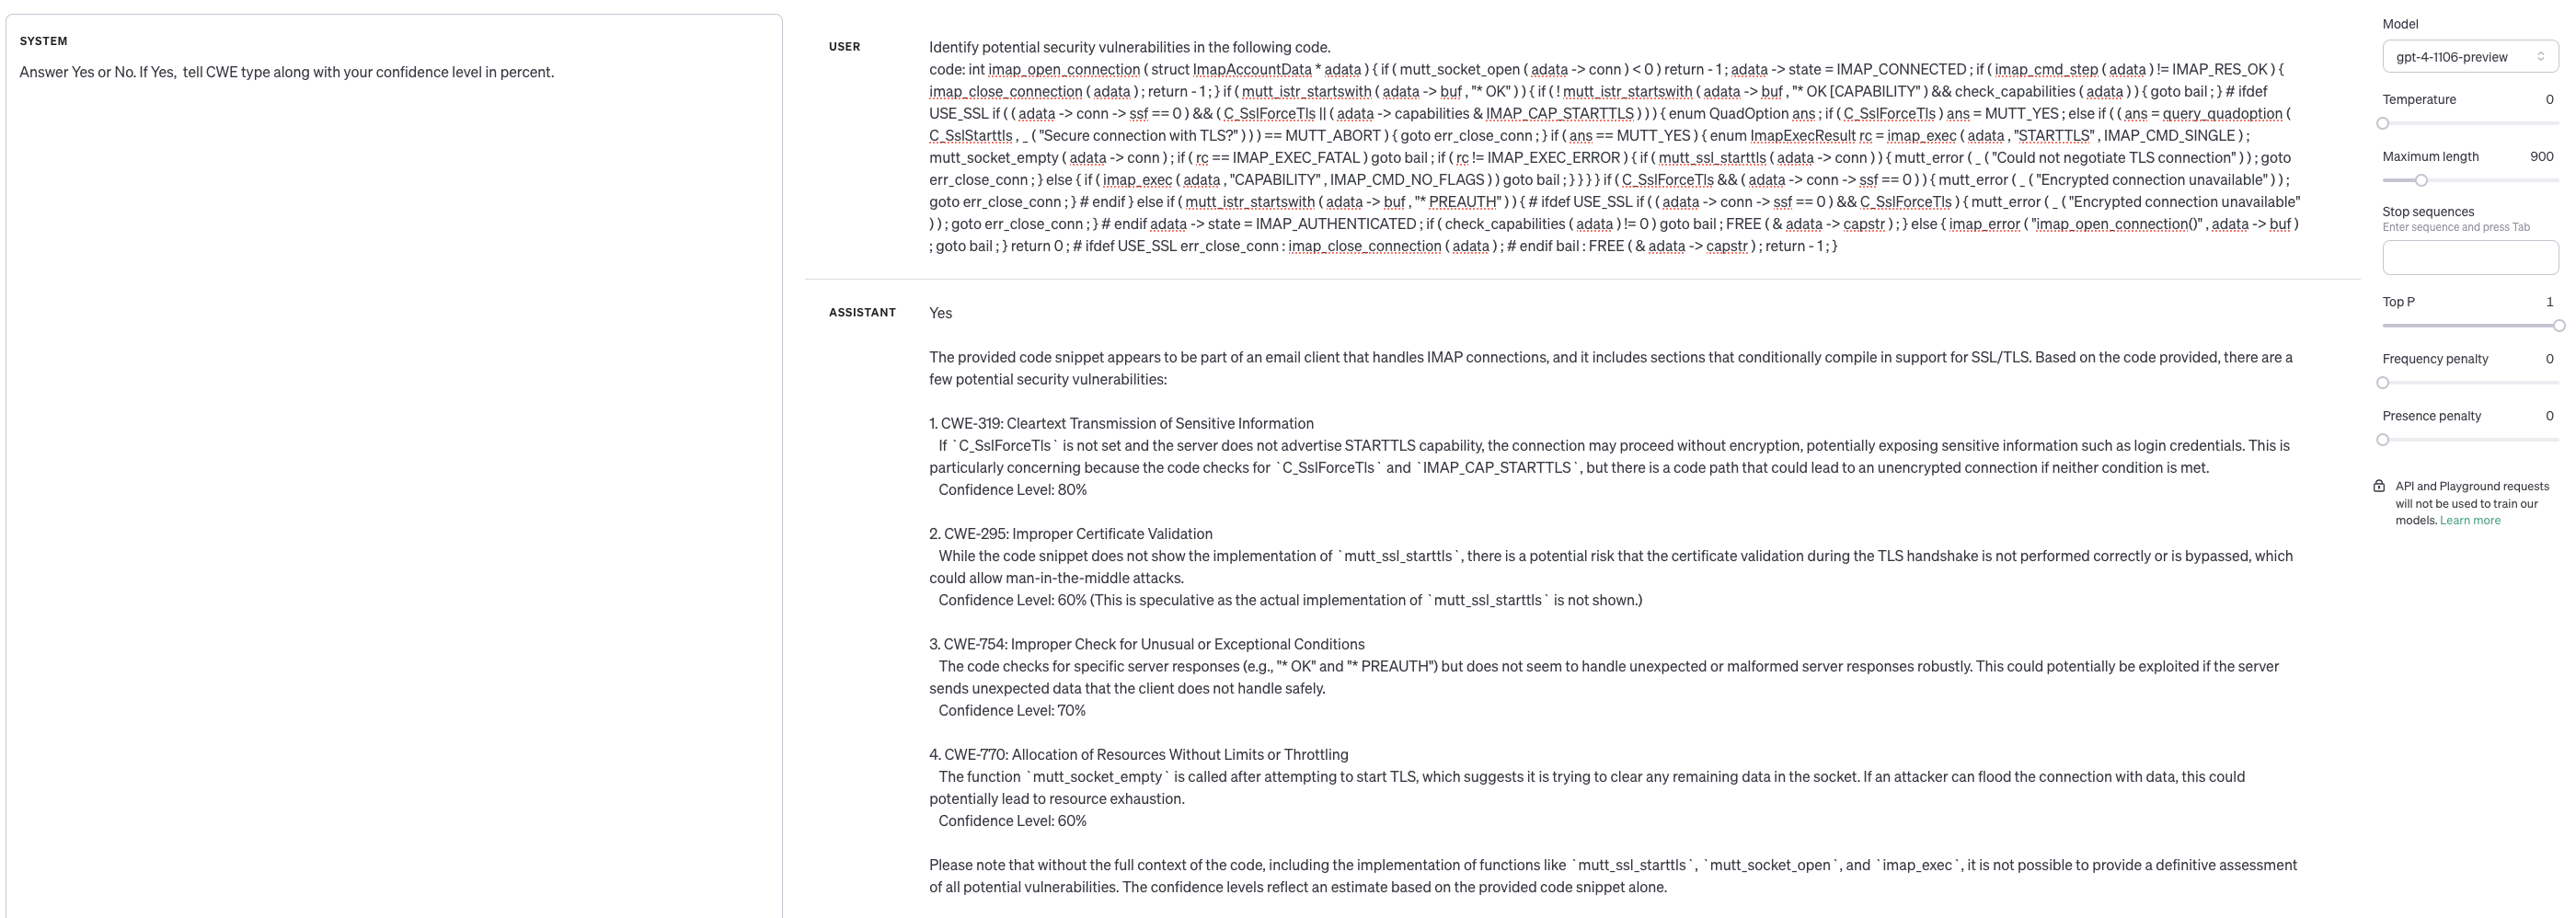 SYSTEM
Answer Yes or No. If Yes,  tell CWE type along with your confidence level in percent.
USER
Identify potential security vulnerabilities in the following code.
code: int imap_open_connection ( struct ImapAccountData * adata ) { if ( mutt_socket_open ( adata -> conn ) < 0 ) return - 1 ; adata -> state = IMAP_CONNECTED ; if ( imap_cmd_step ( adata ) != IMAP_RES_OK ) {
imap_close_connection ( adata ) ; return - 1 ; } if ( mutt_istr_startswith ( adata -> buf , "* OK" ) ) { if ( ! mutt_istr_startswith ( adata -> buf , "* OK [CAPABILITY" ) && check_capabilities ( adata ) ) { goto bail ; } # ifdef
USE_SSL if ( ( adata -> conn -> ssf == 0 ) && ( C_SslForceTls || ( adata -> capabilities & IMAP_CAP_STARTTLS ) ) ) { enum QuadOption ans ; if ( C_SslForceTls ) ans = MUTT_YES ; else if ( ( ans = query_quadoption (
C_SslStarttls , _ ( "Secure connection with TLS?" ) ) ) == MUTT_ABORT ) { goto err_close_conn ; } if ( ans == MUTT_YES ) { enum ImapExecResult rc = imap_exec ( adata , "STARTTLS" , IMAP_CMD_SINGLE ) ;
mutt_socket_empty ( adata -> conn ) ; if ( rc == IMAP_EXEC_FATAL ) goto bail ; if ( rc != IMAP_EXEC_ERROR ) { if ( mutt_ssl_starttls ( adata -> conn ) ) { mutt_error ( _ ( "Could not negotiate TLS connection" ) ) ; goto
err_close_conn ; } else { if ( imap_exec ( adata , "CAPABILITY" , IMAP_CMD_NO_FLAGS ) ) goto bail ; } } } } if ( C_SslForceTls && ( adata -> conn -> ssf == 0 ) ) { mutt_error ( _ ( "Encrypted connection unavailable" ) ) ;
goto err_close_conn ; } # endif } else if ( mutt_istr_startswith ( adata -> buf , "* PREAUTH" ) ) { # ifdef USE_SSL if ( ( adata -> conn -> ssf == 0 ) && C_SslForceTls ) { mutt_error ( _ ( "Encrypted connection unavailable"
) ) ; goto err_close_conn ; } # endif adata -> state = IMAP_AUTHENTICATED ; if ( check_capabilities ( adata ) != 0 ) goto bail ; FREE ( & adata -> capstr ) ; } else { imap_error ( "imap_open_connection()" , adata -> buf )
; goto bail ; } return 0 ; # ifdef USE_SSL err_close_conn : imap_close_connection ( adata ) ; # endif bail : FREE ( & adata -> capstr ) ; return - 1 ; }
ASSISTANT
Yes
The provided code snippet appears to be part of an email client that handles IMAP connections, and it includes sections that conditionally compile in support for SSL/TLS. Based on the code provided, there are a
few potential security vulnerabilities:
1. CWE-319: Cleartext Transmission of Sensitive Information
If `C_SslForceTls` is not set and the server does not advertise STARTTLS capability, the connection may proceed without encryption, potentially exposing sensitive information such as login credentials. This is
particularly concerning because the code checks for `C_SslForceTls` and `IMAP_CAP_STARTTLS`, but there is a code path that could lead to an unencrypted connection if neither condition is met.
Confidence Level: 80%
2. CWE-295: Improper Certificate Validation
While the code snippet does not show the implementation of `mutt_ssl_starttls`, there is a potential risk that the certificate validation during the TLS handshake is not performed correctly or is bypassed, which
could allow man-in-the-middle attacks.
Confidence Level: 60% (This is speculative as the actual implementation of `mutt_ssl_starttls` is not shown.)
3. CWE-754: Improper Check for Unusual or Exceptional Conditions
The code checks for specific server responses (e.g., "* OK" and "* PREAUTH") but does not seem to handle unexpected or malformed server responses robustly. This could potentially be exploited if the server
sends unexpected data that the client does not handle safely.
Confidence Level: 70%
4. CWE-770: Allocation of Resources Without Limits or Throttling
The function `mutt_socket_empty` is called after attempting to start TLS, which suggests it is trying to clear any remaining data in the socket. If an attacker can flood the connection with data, this could
potentially lead to resource exhaustion.
Confidence Level: 60%
Please note that without the full context of the code, including the implementation of functions like `mutt_ssl_starttls`, `mutt_socket_open`, and `imap_exec`, it is not possible to provide a definitive assessment
of all potential vulnerabilities. The confidence levels reflect an estimate based on the provided code snippet alone.
Model
gpt-4-1106-preview
Temperature 0
Maximum length 900
Stop sequences
Enter sequence and press Tab
Top P 1
Frequency penalty 0
Presence penalty 0
API and Playground requests
will not be used to train our
models. Learn more